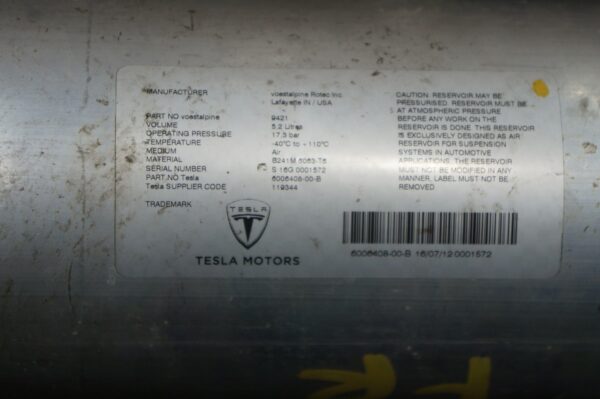 MANUFACTURER voestalpine Rotec Inc.
Lafayette IN / USA
PART NO voestalpine 9421
VOLUME 5,2 Litres
OPERATING PRESSURE 17,3 bar
TEMPERATURE -40°C to + 110°C
MEDIUM Air
MATERIAL B241M 6063-T6
SERIAL NUMBER S 16G 0001572
PART.NO Tesla 6006408-00-B
Tesla SUPPLIER CODE 119344
TRADEMARK
TESLA
TESLA MOTORS
CAUTION. RESERVOIR MAY BE
PRESSURISED. RESERVOIR MUST BE
AT ATMOSPHERIC PRESSURE
BEFORE ANY WORK ON THE
RESERVOIR IS DONE. THIS RESERVOIR
IS EXCLUSIVELY DESIGNED AS AIR
RESERVOIR FOR SUSPENSION
SYSTEMS IN AUTOMOTIVE
APPLICATIONS. THE RESERVOIR
MUST NOT BE MODIFIED IN ANY
MANNER. LABEL MUST NOT BE
REMOVED.
6006408-00-B 16/07/12 0001572